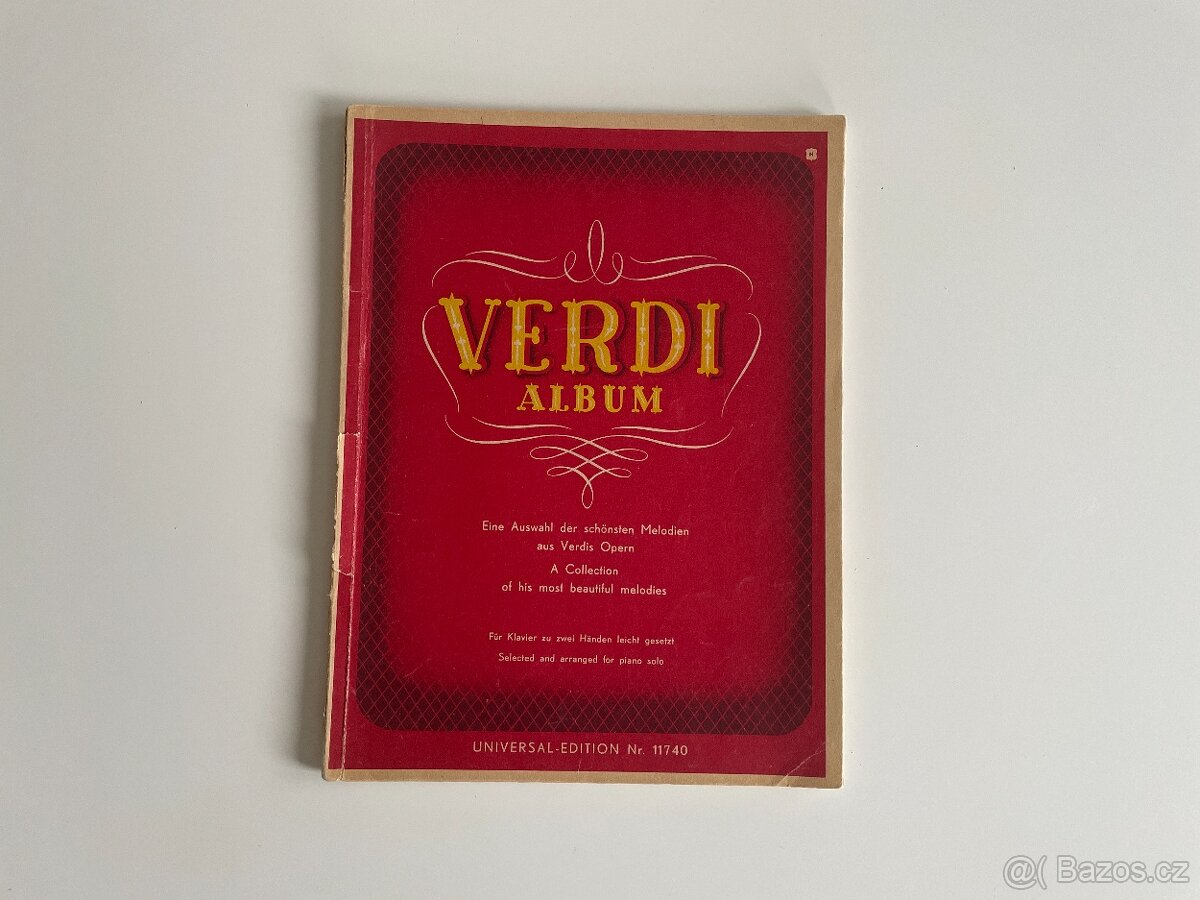 VERDI
ALBUM
Eine Auswahl der schönsten Melodien
aus Verdis Opern
A Collection
of his most beautiful melodies
Für Klavier zu zwei Händen leicht gesetzt
Selected and arranged for piano solo
UNIVERSAL-EDITION Nr. 11740
@( Bazos.cz